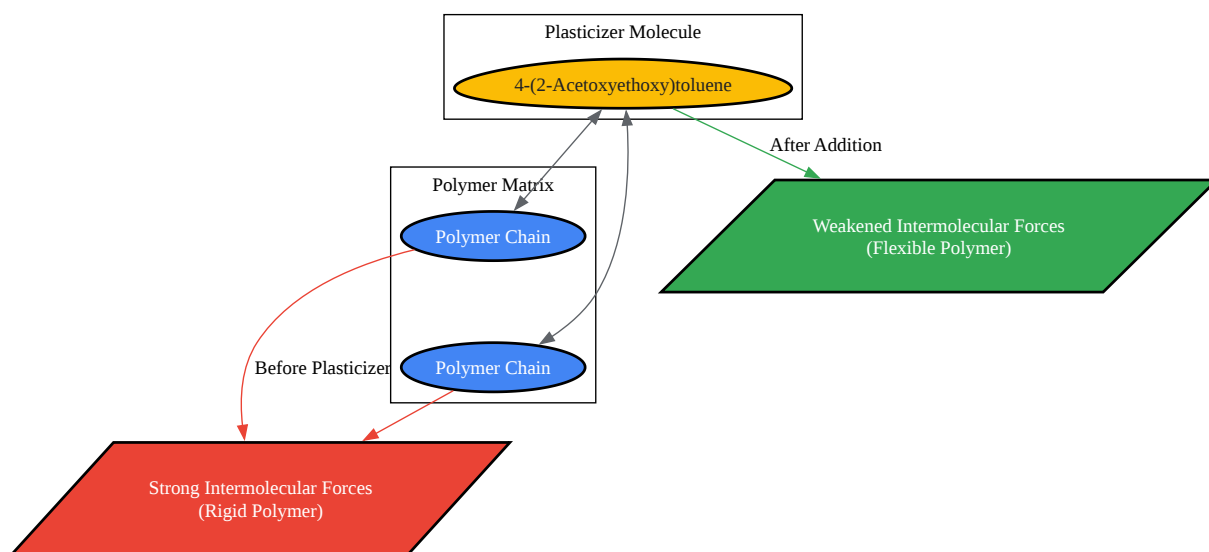 Plasticizer Molecule
4-(2-Acetoxyethoxy)toluene
After Addition
Polymer Matrix
Polymer Chain
Weakened Intermolecular Forces
(Flexible Polymer)
Before Plasticizer
Polymer Chain
Strong Intermolecular Forces
(Rigid Polymer)